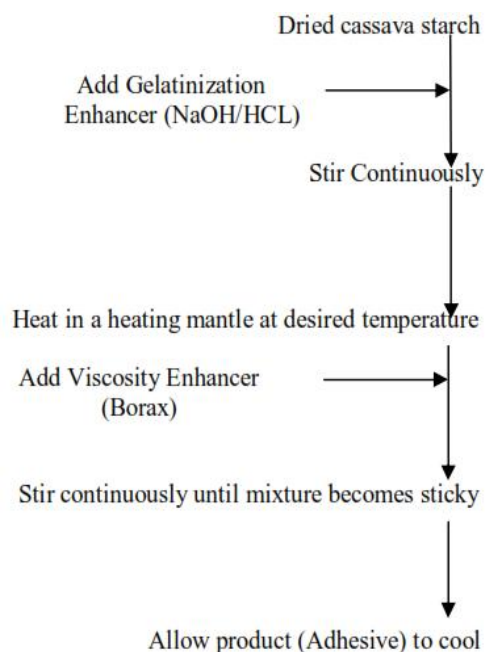 Dried cassava starch
Add Gelatinization
Enhancer (NaOH/HCL)
Stir Continuously
Heat in a heating mantle at desired temperature
Add Viscosity Enhancer
(Borax)
Stir continuously until mixture becomes sticky
Allow product (Adhesive) to cool